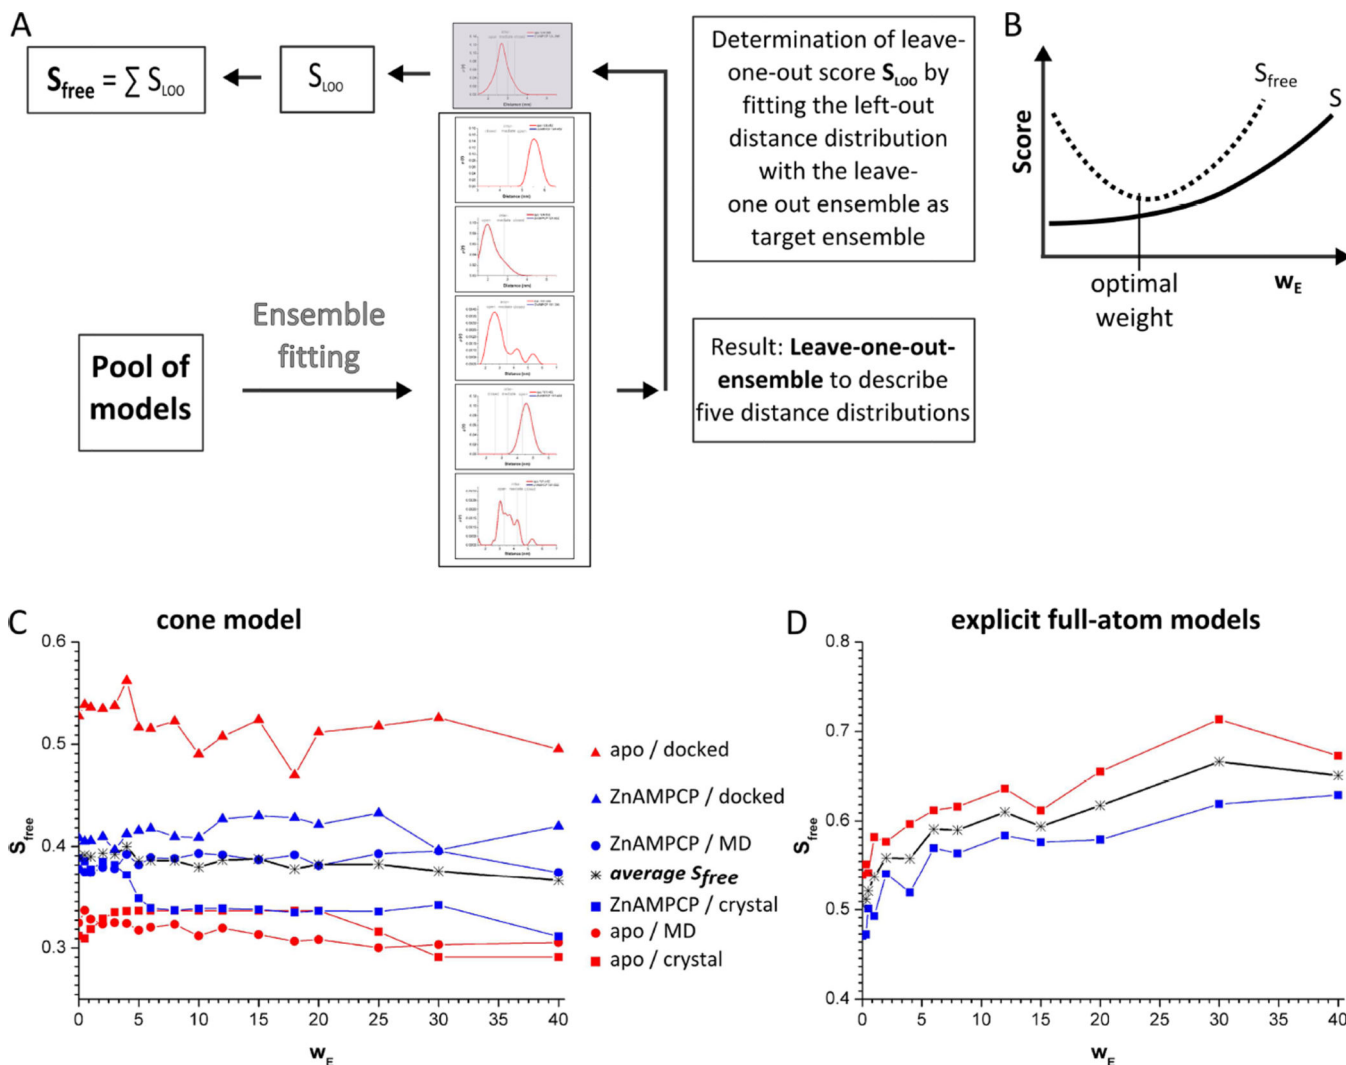 A
S_free = ∑ S_LOO
S_LOO
Determination of leave-
one-out score S_LOO by
fitting the left-out
distance distribution
with the leave-
one out ensemble as
target ensemble
Pool of
models
Ensemble
fitting
Result: Leave-one-out-
ensemble to describe
five distance distributions
B
Score
S_free
S
optimal
weight
w_E
C
cone model
S_free
0.6
0.5
0.4
0.3
0 5 10 15 20 25 30 35 40
w_E
apo / docked
ZnAMPCP / docked
ZnAMPCP / MD
average S_free
ZnAMPCP / crystal
apo / MD
apo / crystal
D
explicit full-atom models
S_free
0.8
0.7
0.6
0.5
0.4
0 5 10 15 20 25 30 35 40
w_E